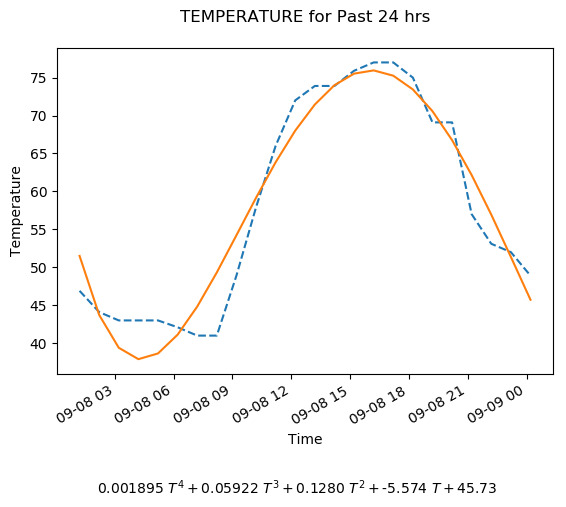 TEMPERATURE for Past 24 hrs
75
70
65
60
55
50
45
40
Temperature
09-08 03 09-08 06 09-08 09 09-08 12 09-08 15 09-08 18 09-08 21 09-09 00
Time
0.001895 T⁴ + 0.05922 T³ + 0.1280 T² + -5.574 T + 45.73